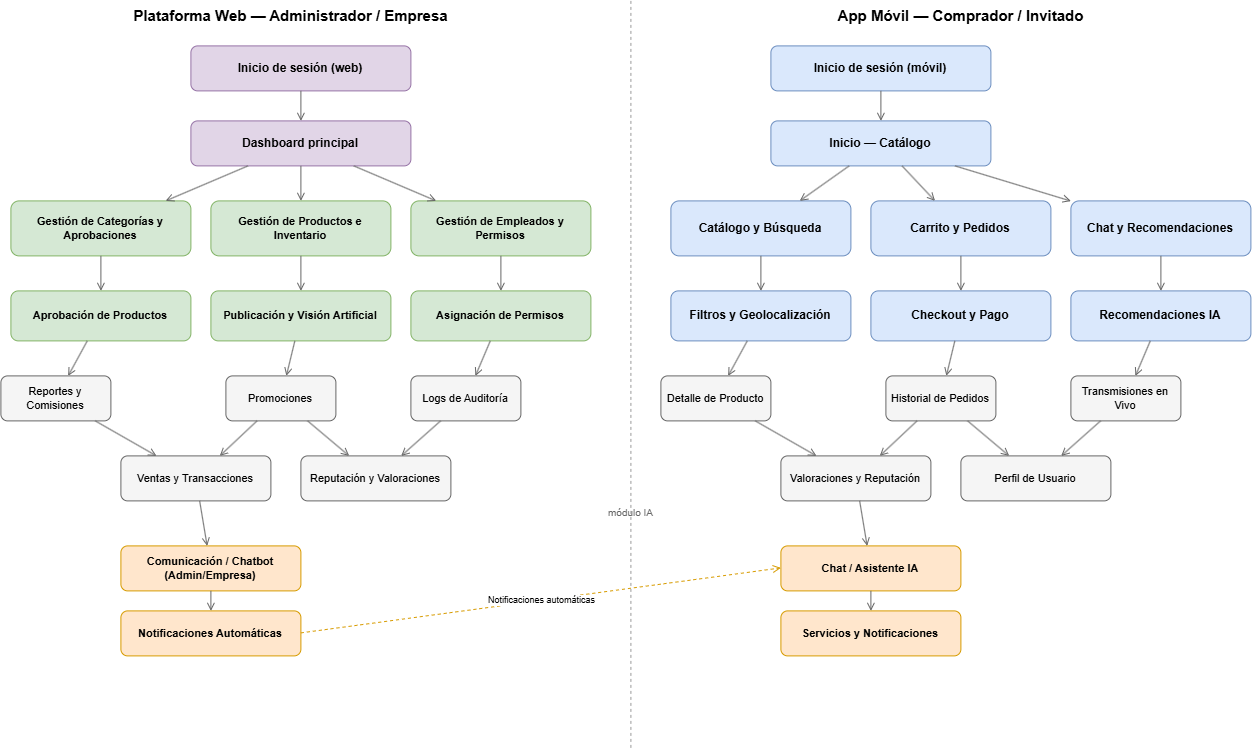 Plataforma Web — Administrador / Empresa
App Móvil — Comprador / Invitado
Inicio de sesión (web)
Dashboard principal
Gestión de Categorías y
Aprobaciones
Gestión de Productos e
Inventario
Gestión de Empleados y
Permisos
Aprobación de Productos
Publicación y Visión Artificial
Asignación de Permisos
Reportes y
Comisiones
Promociones
Logs de Auditoría
Ventas y Transacciones
Reputación y Valoraciones
Comunicación / Chatbot
(Admin/Empresa)
Notificaciones Automáticas
módulo IA
Notificaciones automáticas
Inicio de sesión (móvil)
Inicio — Catálogo
Catálogo y Búsqueda
Carrito y Pedidos
Chat y Recomendaciones
Filtros y Geolocalización
Checkout y Pago
Recomendaciones IA
Detalle de Producto
Historial de Pedidos
Transmisiones en
Vivo
Valoraciones y Reputación
Perfil de Usuario
Chat / Asistente IA
Servicios y Notificaciones